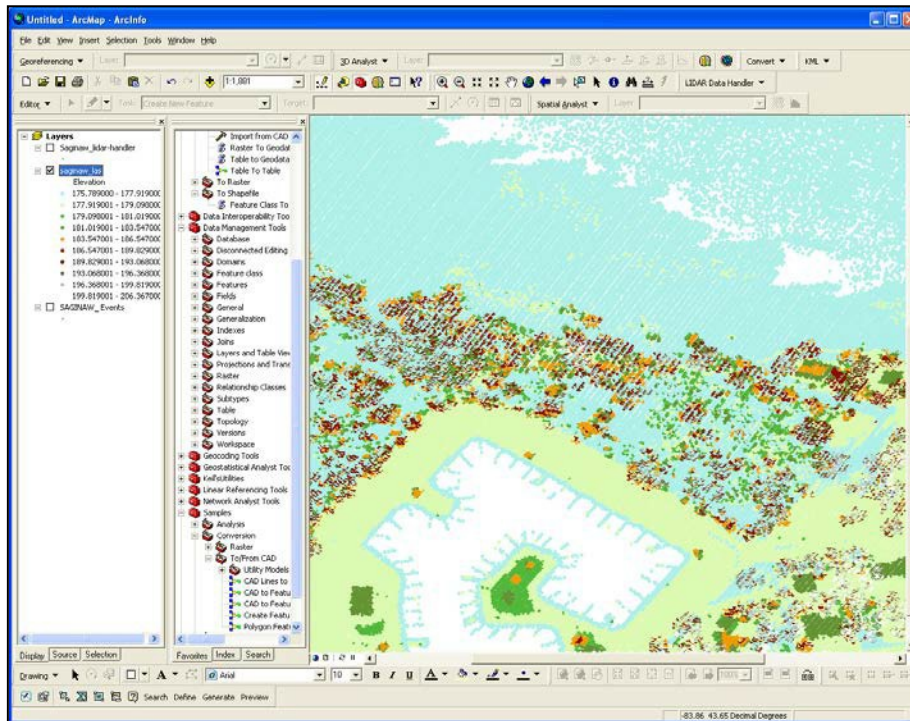 Untitled - ArcMap - ArcInfo
File Edit View Insert Selection Tools Window Help
Georeferencing Layer: 3D Analyst Layer: Convert KML
1:1,881 LIDAR Data Handler
Editor Task: Create New Feature Target: Spatial Analyst Layer:
Layers
Saginaw_lidar-handler
saginaw_las
Elevation
175.789000 - 177.919000
177.919001 - 179.098000
179.098001 - 181.019000
181.019001 - 183.547000
183.547001 - 186.547000
186.547001 - 189.829000
189.829001 - 193.068000
193.068001 - 196.368000
196.368001 - 199.819000
199.819001 - 206.367000
SAGINAW_ Events
Import from CAD
Raster To Geodat
Table to Geodata
Table To Table
To Raster
To Shapefile
Feature Class To
Data Interoperability Too
Data Management Tools
Database
Disconnected Editing
Domains
Feature class
Features
Fields
General
Generalization
Indexes
Joins
Layers and Table View
Projections and Trans
Raster
Relationship Classes
Subtypes
Table
Topology
Versions
Workspace
Geocoding Tools
Geostatistical Analyst Too
Linear Referencing Tools
Network Analyst Tools
Samples
Analysis
Conversion
Raster
To/From CAD
Utility Models
CAD Lines to
CAD to Featu
CAD to Featu
Create Featu
Polygon Feat
Display Source Selection
Favorites Index Search
Drawing A Arial 10 B I U A
100%
Search Define Generate Preview
-83.86 43.65 Decimal Degrees